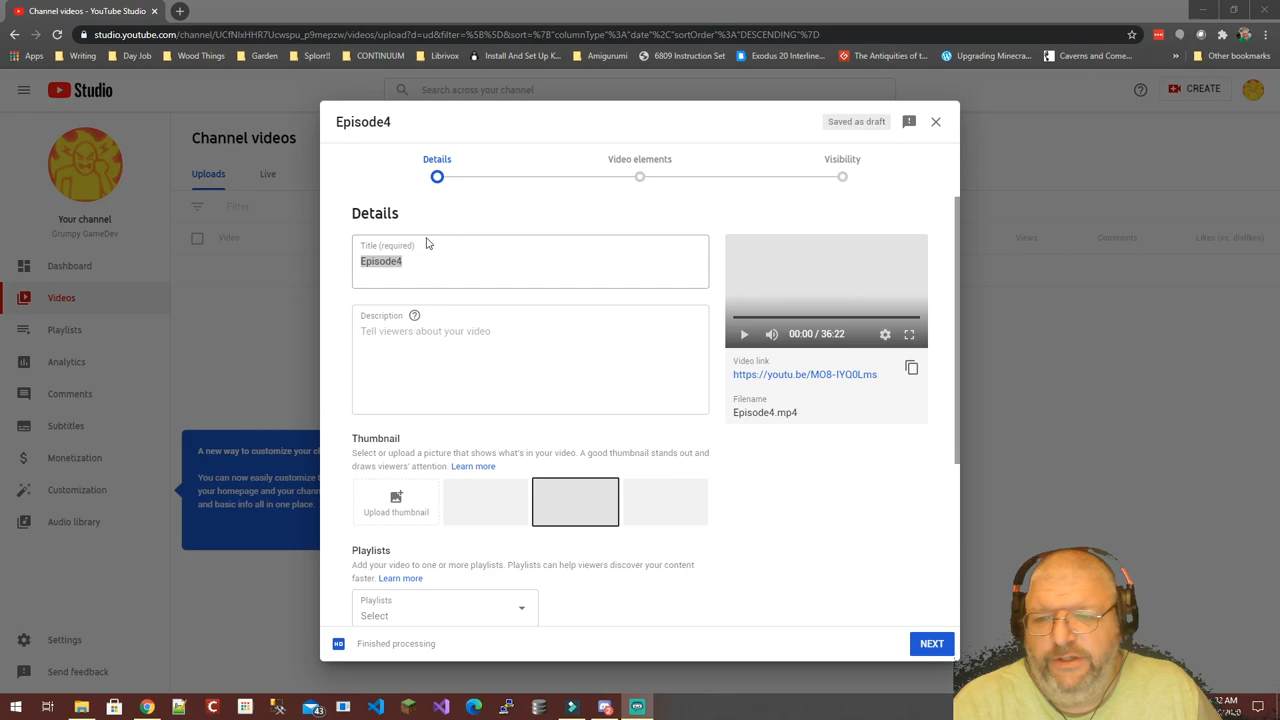 Channel videos - YouTube Studio
studio.youtube.com/channel/UCfNIxHHR7Ucwspu_p9mepzw/videos/upload?d=ud&filter=%5B%5D&sort=%7B"columnType"%3A"date"%2C"sortOrder"%3A"DESCENDING"%7D
Apps Writing Day Job Woo Things Garden CONTINUUM Librivox Install And Set Up K... Amigurumi 6809 Instruction Set Exodus 20 Interline... The Antiquities of t... Upgrading Minecra... Caverns and Comme... » Other bookmarks
Studio
Search across your channel
CREATE
Channel videos
Uploads Live
Filter
Video Views Comments Likes (vs. dislikes)
Your channel
Grumpy GameDev
Dashboard
Videos
Playlists
Analytics
Comments
Subtitles
Monetization
Customization
Audio library
Settings
Send feedback
A new way to customize your ch
You can now easily customize t
your homepage and your chann
and basic info all in one place.
Episode4
Saved as draft
Details Video elements Visibility
Details
Title (required)
Episode4
Description
Tell viewers about your video
00:00 / 36:22
Video link
https://youtu.be/MO8-IYQ0Lms
Filename
Episode4.mp4
Thumbnail
Select or upload a picture that shows what's in your video. A good thumbnail stands out and
draws viewers' attention. Learn more
Upload thumbnail
Playlists
Add your video to one or more playlists. Playlists can help viewers discover your content
faster. Learn more
Playlists
Select
HD
Finished processing
NEXT
43
2